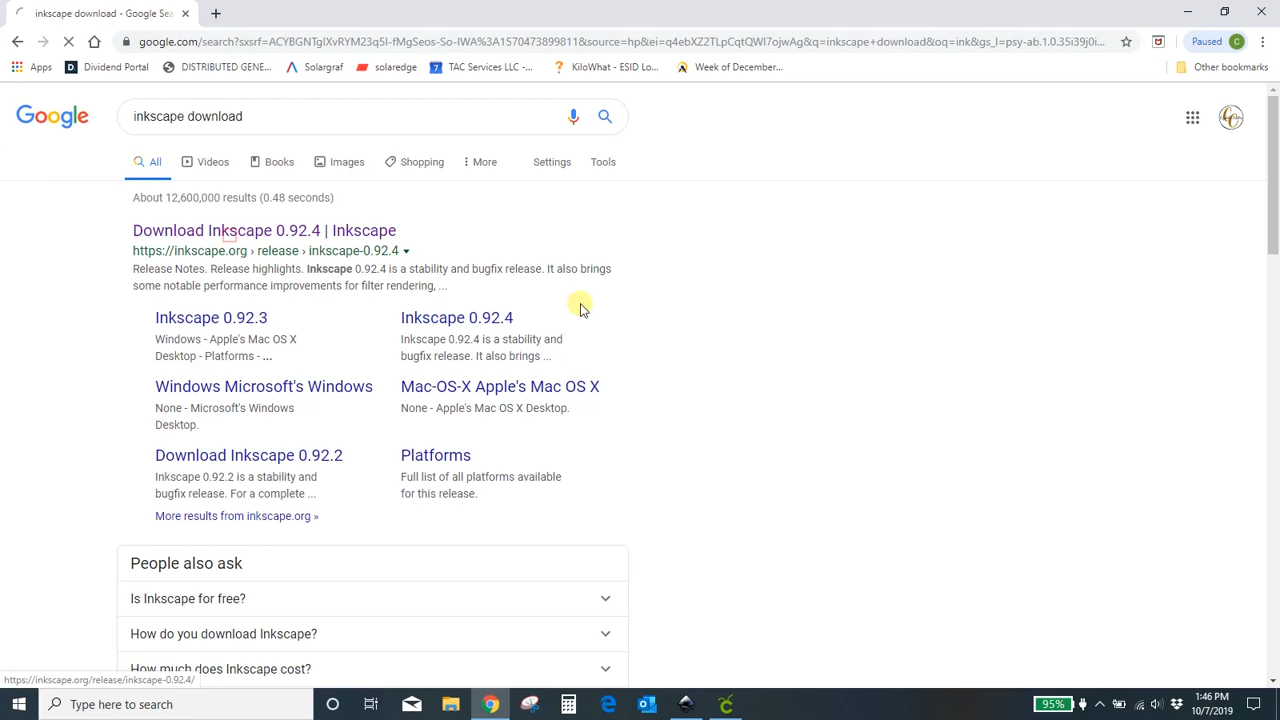 inkscape download - Google Sea
google.com/search?sxsrf=ACYBGNTgIXvRYM23q5I-fMgSeos-So-IWA%3A1570473899811&source=hp&ei=q4ebXZ2TLpCqtQWI7ojwAg&q=inkscape+download&oq=ink&gs_l=psy-ab.1.0.35i39j0i...
Paused C
Apps Dividend Portal DISTRIBUTED GENE... Solargraf solaredge TAC Services LLC -... KiloWhat - ESID Lo... Week of December... Other bookmarks
Google
inkscape download
All Videos Books Images Shopping More Settings Tools
About 12,600,000 results (0.48 seconds)
Download Inkscape 0.92.4 | Inkscape
https://inkscape.org › release › inkscape-0.92.4
Release Notes. Release highlights. Inkscape 0.92.4 is a stability and bugfix release. It also brings
some notable performance improvements for filter rendering, ...
Inkscape 0.92.3
Windows - Apple's Mac OS X
Desktop - Platforms - ...
Inkscape 0.92.4
Inkscape 0.92.4 is a stability and
bugfix release. It also brings ...
Windows Microsoft's Windows
None - Microsoft's Windows
Desktop.
Mac-OS-X Apple's Mac OS X
None - Apple's Mac OS X Desktop.
Download Inkscape 0.92.2
Inkscape 0.92.2 is a stability and
bugfix release. For a complete ...
Platforms
Full list of all platforms available
for this release.
More results from inkscape.org »
People also ask
Is Inkscape for free?
How do you download Inkscape?
How much does Inkscape cost?
https://inkscape.org/release/inkscape-0.92.4/
Type here to search
95%
1:46 PM
10/7/2019